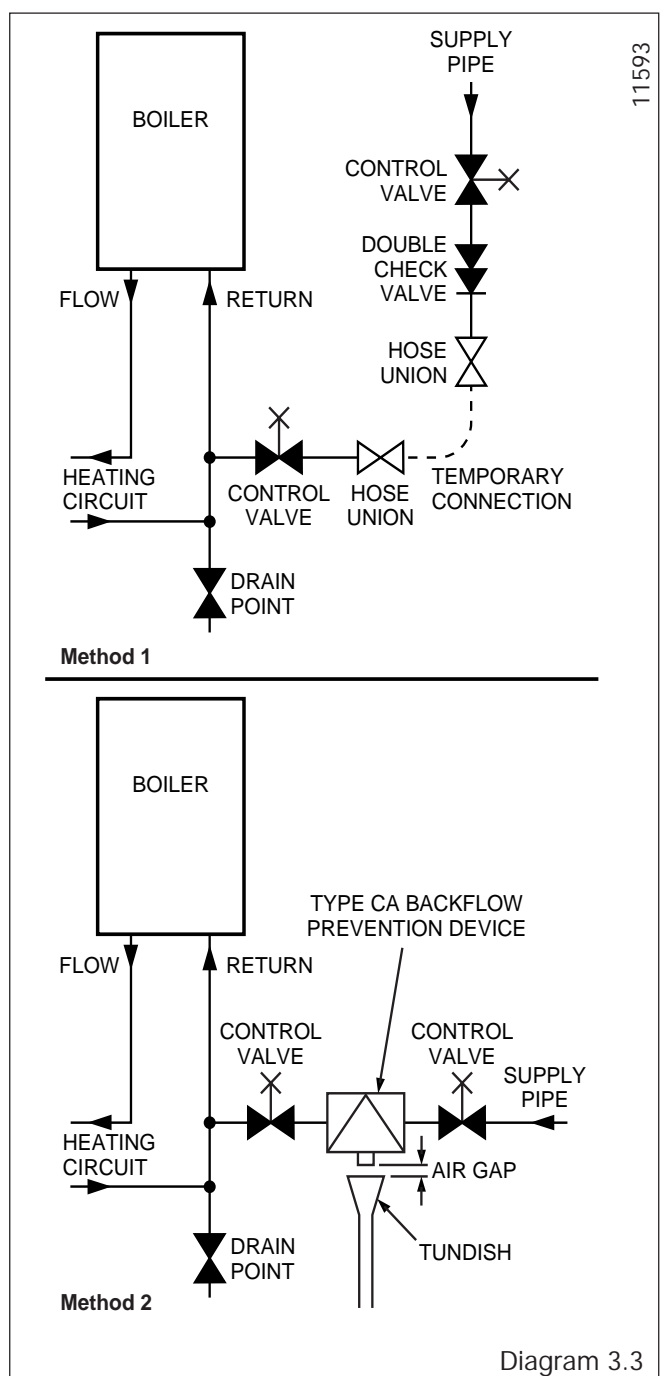 11593
SUPPLY
PIPE
BOILER
CONTROL
VALVE
DOUBLE
CHECK
VALVE
FLOW
RETURN
HOSE
UNION
HEATING
CIRCUIT
CONTROL
VALVE
HOSE
UNION
TEMPORARY
CONNECTION
DRAIN
POINT
Method 1
BOILER
TYPE CA BACKFLOW
PREVENTION DEVICE
FLOW
RETURN
CONTROL
VALVE
CONTROL
VALVE
SUPPLY
PIPE
HEATING
CIRCUIT
AIR GAP
DRAIN
POINT
TUNDISH
Method 2
Diagram 3.3